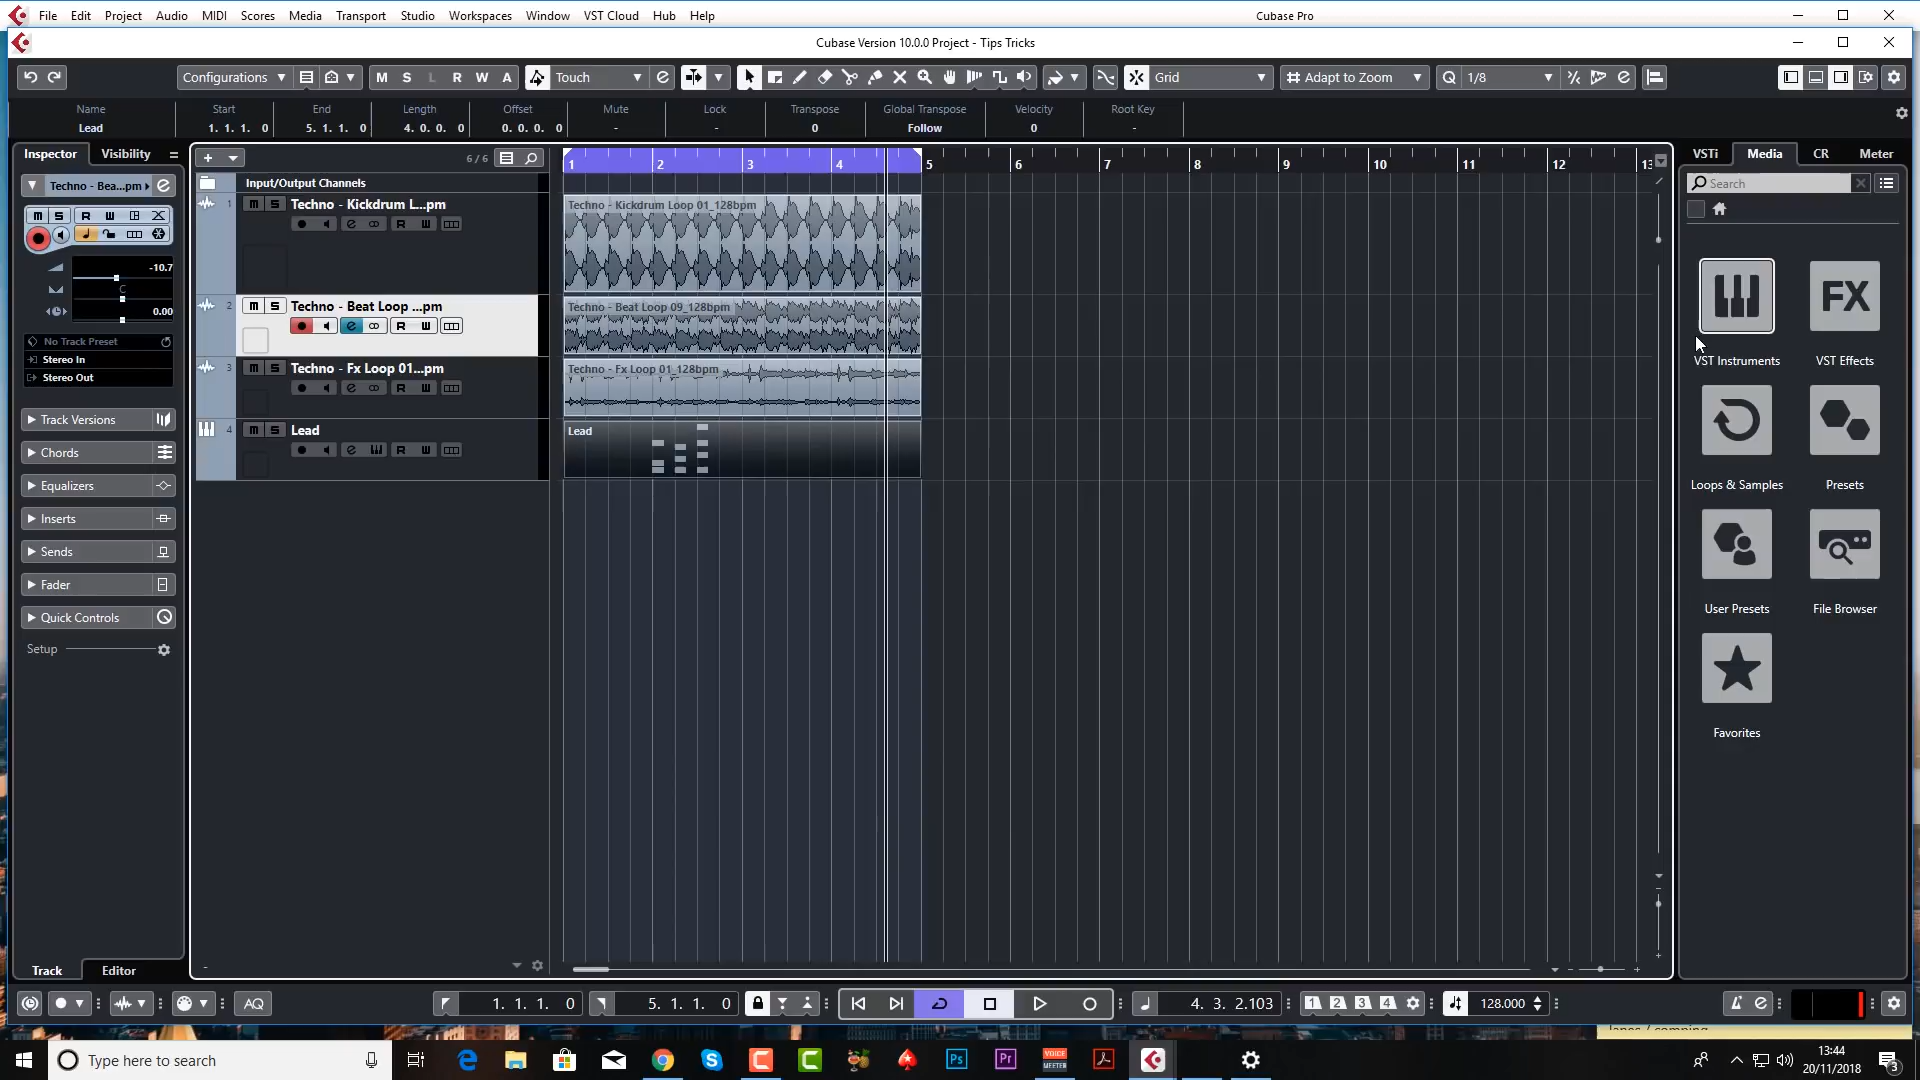 File Edit Project Audio MIDI Scores Media Transport Studio Workspaces Window VST Cloud Hub Help Cubase Pro
Cubase Version 10.0.0 Project - Tips Tricks
Configurations M S L R W A Touch Grid Adapt to Zoom Q 1/8
Name Start End Length Offset Mute Lock Transpose Global Transpose Velocity Root Key
Lead 1. 1. 1. 0 5. 1. 1. 0 4. 0. 0. 0 0. 0. 0. 0 - - 0 Follow 0 -
Inspector Visibility 6/6 1 2 3 4 5 6 7 8 9 10 11 12 VSTi Media CR Meter
Techno - Bea...pm Input/Output Channels Search
m S R W
1 m S Techno - Kickdrum L...pm Techno - Kickdrum Loop 01_128bpm
R W
-10.7
C
0.00
2 m S Techno - Beat Loop ...pm Techno - Beat Loop 09_128bpm
e R W
No Track Preset
Stereo In
Stereo Out
3 m S Techno - Fx Loop 01...pm Techno - Fx Loop 01_128bpm
e R W
4 m S Lead Lead
e R W
Track Versions
Chords
Equalizers
Inserts
Sends
Fader
Quick Controls
Setup
FX
VST Instruments VST Effects
Loops & Samples Presets
User Presets File Browser
Favorites
Track Editor
AQ 1. 1. 1. 0 5. 1. 1. 0 4. 3. 2.103 1 2 3 4 128.000
lanes / comping
Type here to search Ps Pr VOICE MEETER 13:44
20/11/2018 3